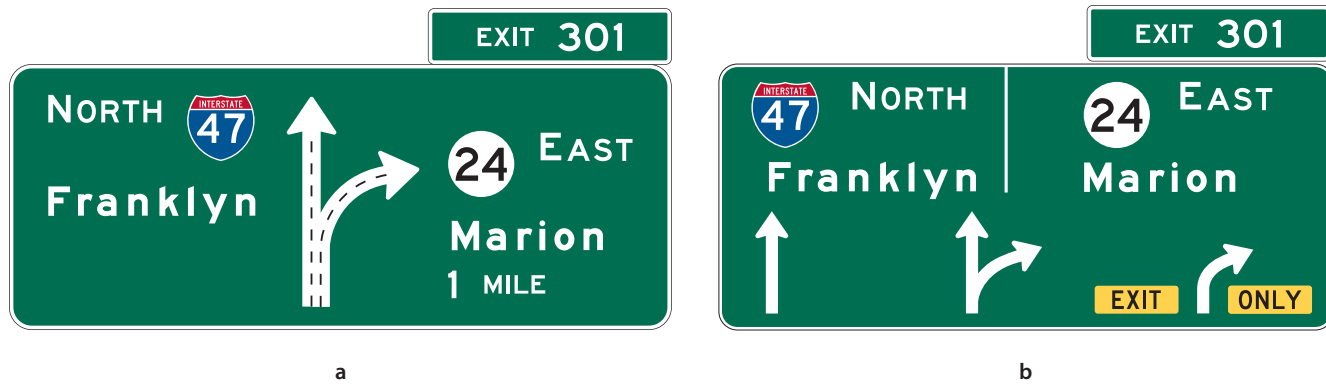 EXIT 301
NORTH INTERSTATE 47
Franklyn
24 EAST
Marion
1 MILE
a
EXIT 301
INTERSTATE 47 NORTH
Franklyn
24 EAST
Marion
EXIT ONLY
b